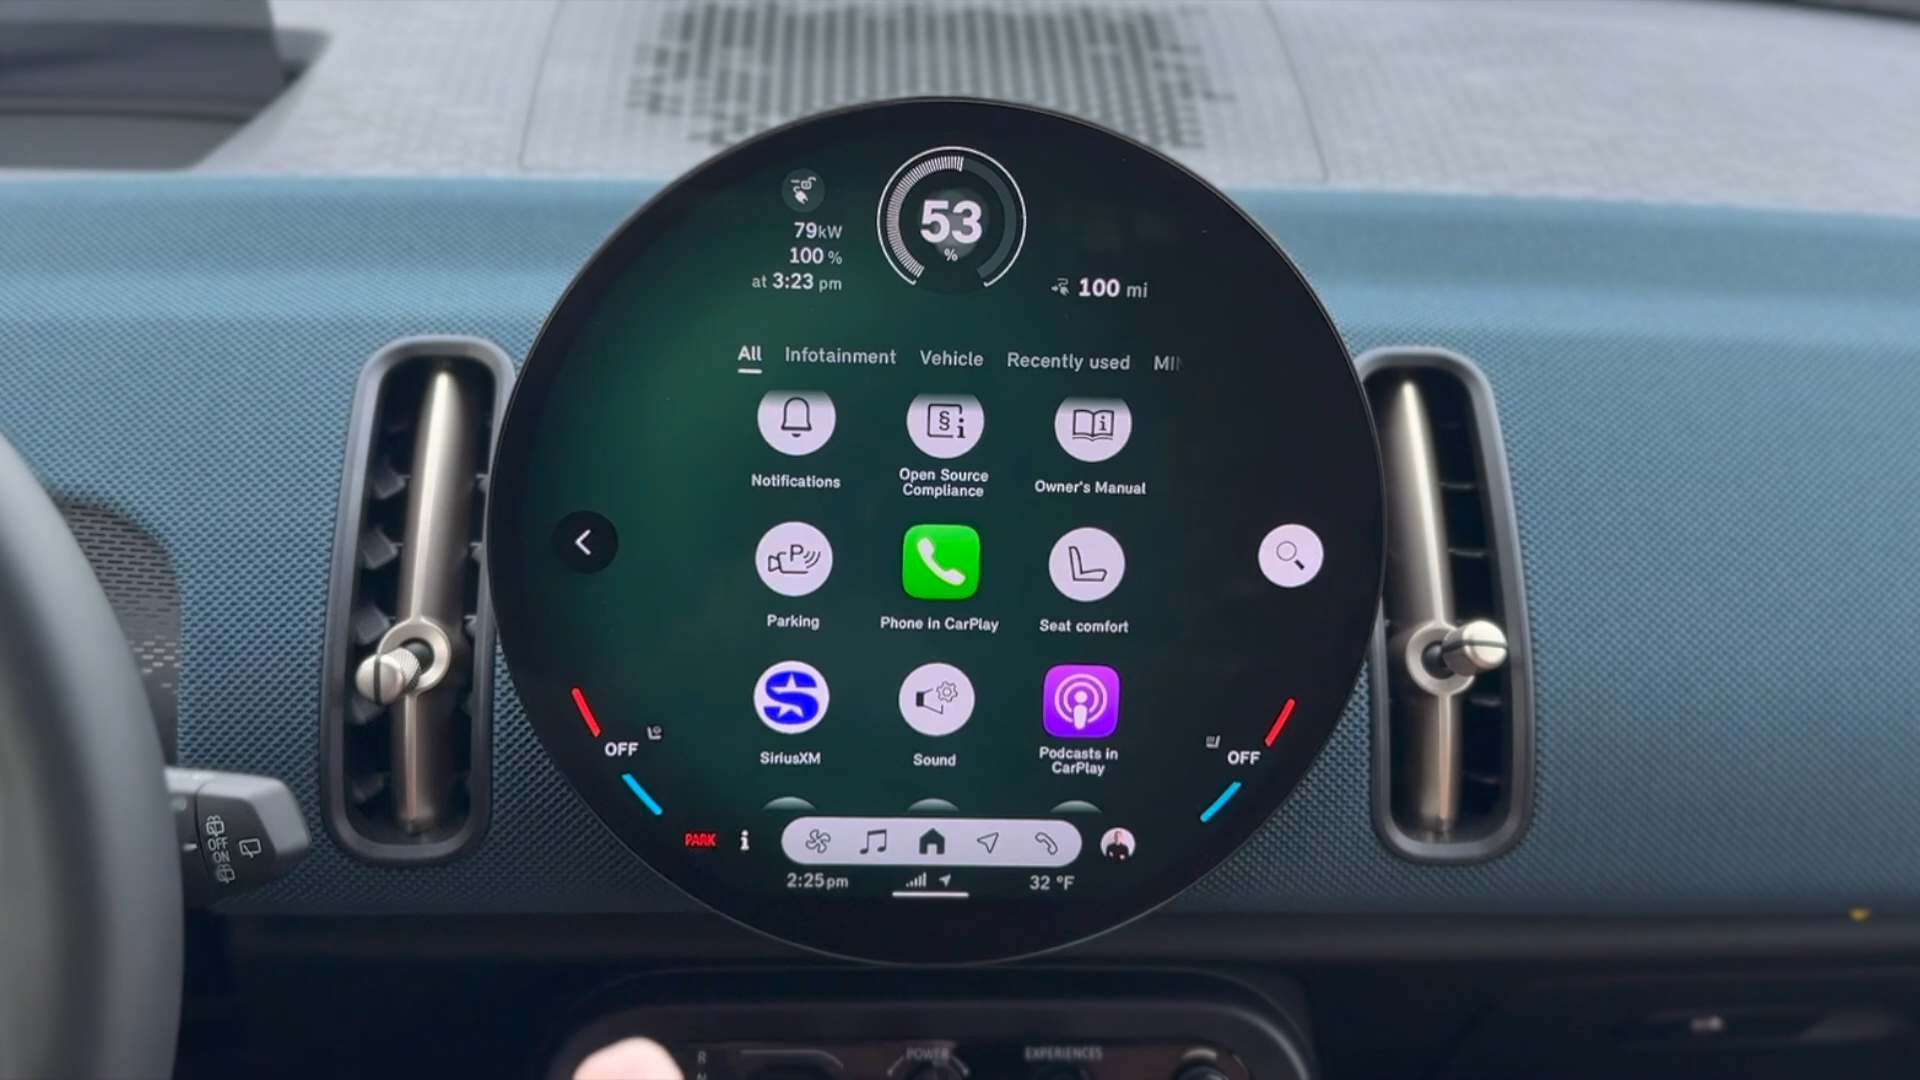 53
%
79kW
100 %
at 3:23 pm
100 mi
All Infotainment Vehicle Recently used
Notifications
Open Source
Compliance
Owner's Manual
P
Parking
Phone in CarPlay
Seat comfort
SiriusXM
Sound
Podcasts in
CarPlay
OFF
OFF
PARK
2:25pm
32 °F
OFF
ON
R
N
POWER
EXPERIENCES